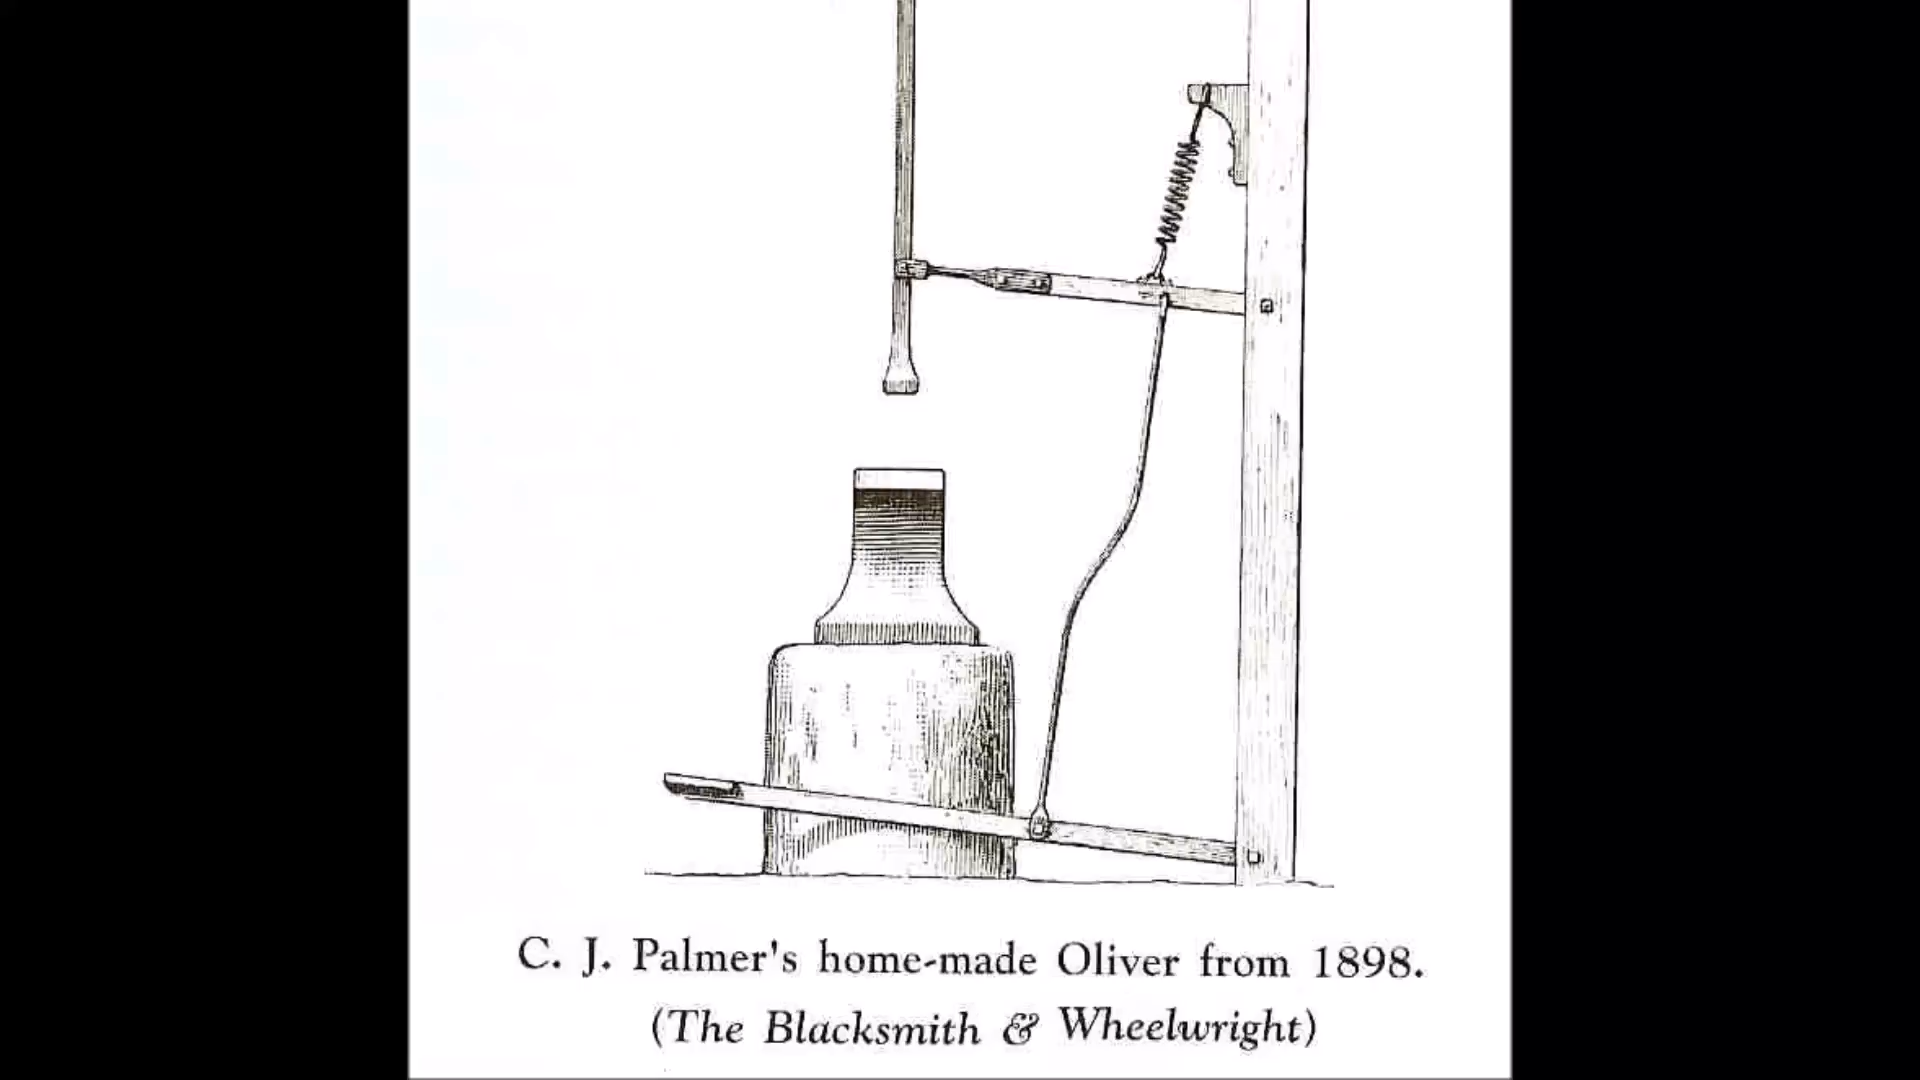 C. J. Palmer's home-made Oliver from 1898.
(The Blacksmith & Wheelwright)